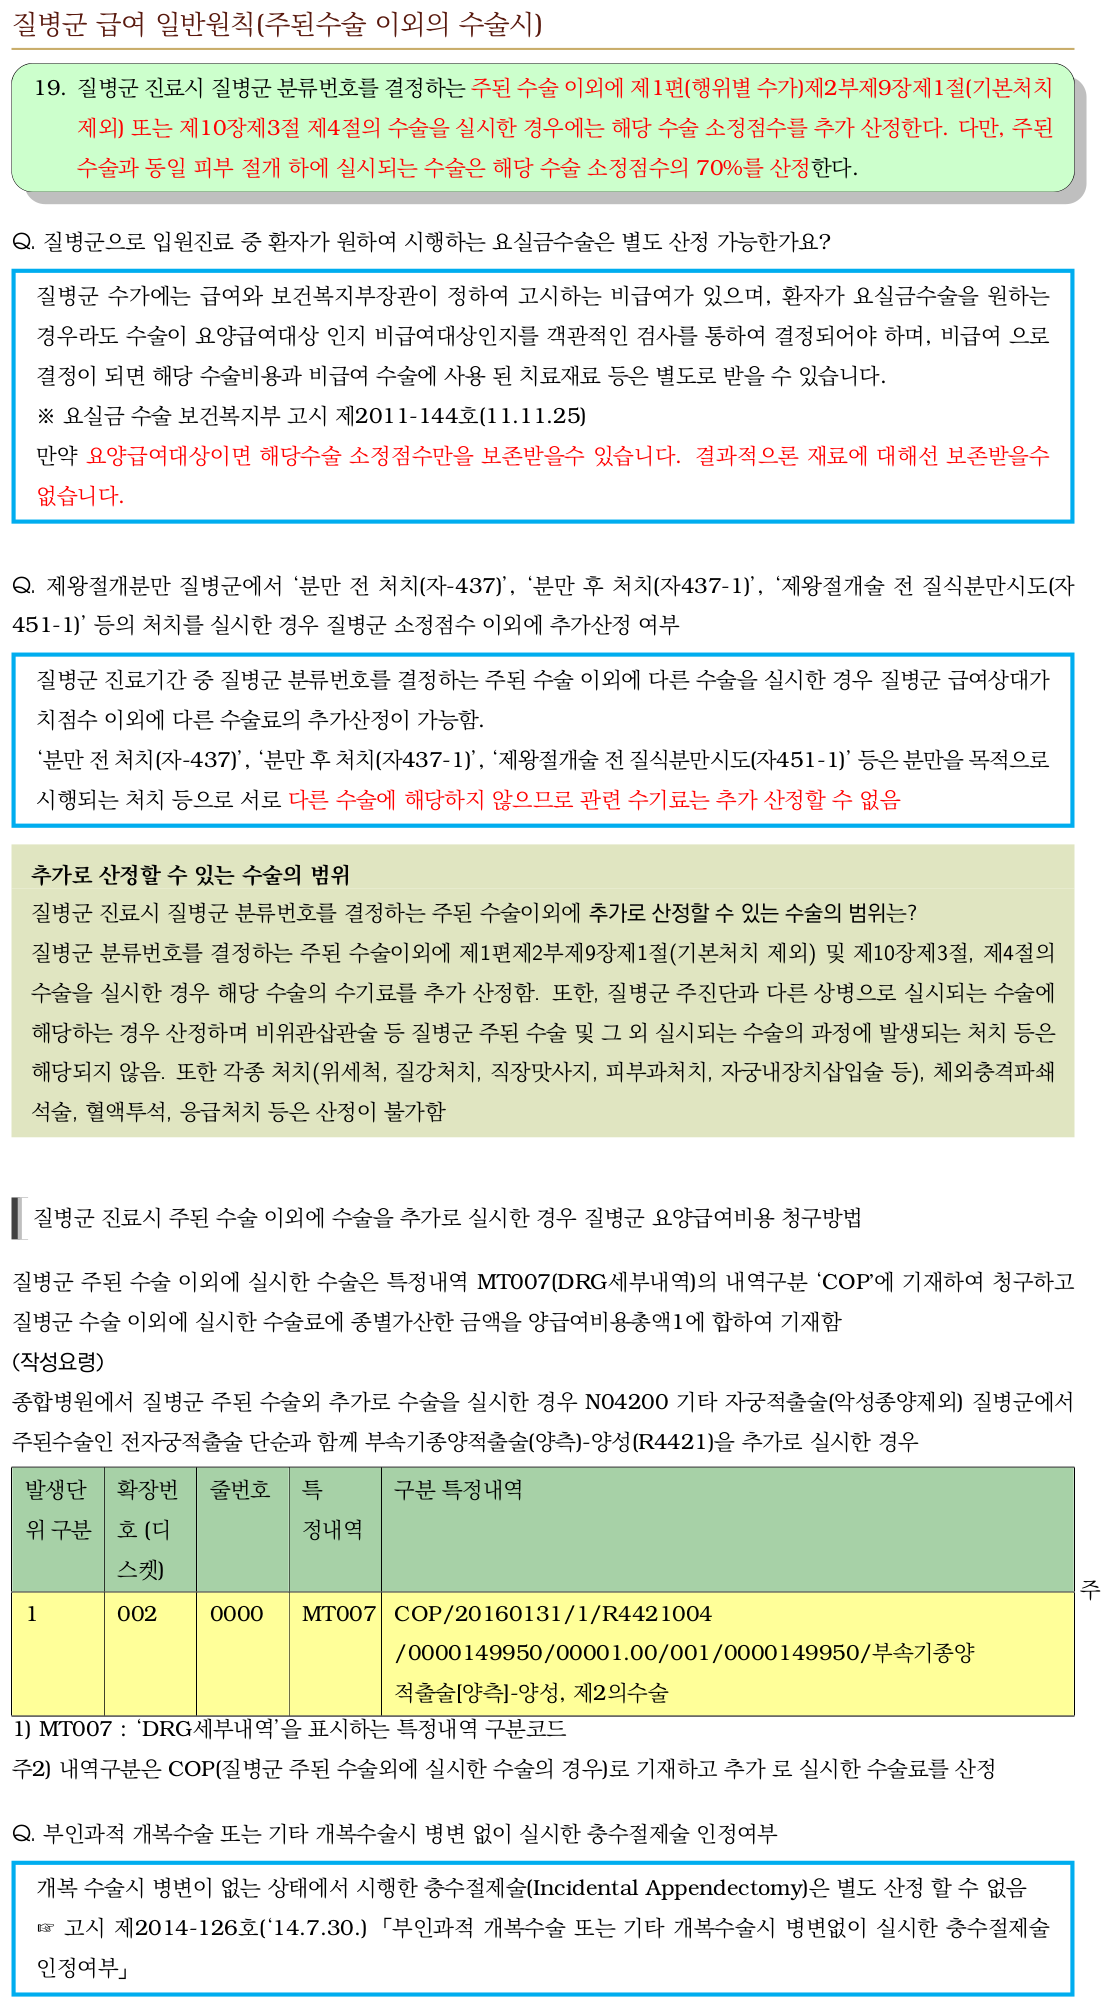 질병군 급여 일반원칙(주된수술 이외의 수술시)
19. 질병군 진료시 질병군 분류번호를 결정하는 주된 수술 이외에 제1편(행위별 수가)제2부제9장제1절(기본처치
제외) 또는 제10장제3절 제4절의 수술을 실시한 경우에는 해당 수술 소정점수를 추가 산정한다. 다만, 주된
수술과 동일 피부 절개 하에 실시되는 수술은 해당 수술 소정점수의 70%를 산정한다.
Q. 질병군으로 입원진료 중 환자가 원하여 시행하는 요실금수술은 별도 산정 가능한가요?
질병군 수가에는 급여와 보건복지부장관이 정하여 고시하는 비급여가 있으며, 환자가 요실금수술을 원하는
경우라도 수술이 요양급여대상 인지 비급여대상인지를 객관적인 검사를 통하여 결정되어야 하며, 비급여 으로
결정이 되면 해당 수술비용과 비급여 수술에 사용 된 치료재료 등은 별도로 받을 수 있습니다.
※ 요실금 수술 보건복지부 고시 제2011-144호(11.11.25)
만약 요양급여대상이면 해당수술 소정점수만을 보존받을수 있습니다. 결과적으론 재료에 대해선 보존받을수
없습니다.
Q. 제왕절개분만 질병군에서 ‘분만 전 처치(자-437)’, ‘분만 후 처치(자437-1)’, ‘제왕절개술 전 질식분만시도(자
451-1)’ 등의 처치를 실시한 경우 질병군 소정점수 이외에 추가산정 여부
질병군 진료기간 중 질병군 분류번호를 결정하는 주된 수술 이외에 다른 수술을 실시한 경우 질병군 급여상대가
치점수 이외에 다른 수술료의 추가산정이 가능함.
‘분만 전 처치(자-437)’, ‘분만 후 처치(자437-1)’, ‘제왕절개술 전 질식분만시도(자451-1)’ 등은 분만을 목적으로
시행되는 처치 등으로 서로 다른 수술에 해당하지 않으므로 관련 수기료는 추가 산정할 수 없음
추가로 산정할 수 있는 수술의 범위
질병군 진료시 질병군 분류번호를 결정하는 주된 수술이외에 추가로 산정할 수 있는 수술의 범위는?
질병군 분류번호를 결정하는 주된 수술이외에 제1편제2부제9장제1절(기본처치 제외) 및 제10장제3절, 제4절의
수술을 실시한 경우 해당 수술의 수기료를 추가 산정함. 또한, 질병군 주진단과 다른 상병으로 실시되는 수술에
해당하는 경우 산정하며 비위관삽관술 등 질병군 주된 수술 및 그 외 실시되는 수술의 과정에 발생되는 처치 등은
해당되지 않음. 또한 각종 처치(위세척, 질강처치, 직장맛사지, 피부과처치, 자궁내장치삽입술 등), 체외충격파쇄
석술, 혈액투석, 응급처치 등은 산정이 불가함
질병군 진료시 주된 수술 이외에 수술을 추가로 실시한 경우 질병군 요양급여비용 청구방법
질병군 주된 수술 이외에 실시한 수술은 특정내역 MT007(DRG세부내역)의 내역구분 ‘COP’에 기재하여 청구하고
질병군 수술 이외에 실시한 수술료에 종별가산한 금액을 양급여비용총액1에 합하여 기재함
(작성요령)
종합병원에서 질병군 주된 수술외 추가로 수술을 실시한 경우 N04200 기타 자궁적출술(악성종양제외) 질병군에서
주된수술인 전자궁적출술 단순과 함께 부속기종양적출술(양측)-양성(R4421)을 추가로 실시한 경우
발생단 확장번 줄번호 특 구분 특정내역
위 구분 호 (디 정내역
스켓)
주
1 002 0000 MT007 COP/20160131/1/R4421004
/0000149950/00001.00/001/0000149950/부속기종양
적출술[양측]-양성, 제2의수술
1) MT007 : ‘DRG세부내역’을 표시하는 특정내역 구분코드
주2) 내역구분은 COP(질병군 주된 수술외에 실시한 수술의 경우)로 기재하고 추가 로 실시한 수술료를 산정
Q. 부인과적 개복수술 또는 기타 개복수술시 병변 없이 실시한 충수절제술 인정여부
개복 수술시 병변이 없는 상태에서 시행한 충수절제술(Incidental Appendectomy)은 별도 산정 할 수 없음
☞ 고시 제2014-126호(‘14.7.30.)「부인과적 개복수술 또는 기타 개복수술시 병변없이 실시한 충수절제술
인정여부」